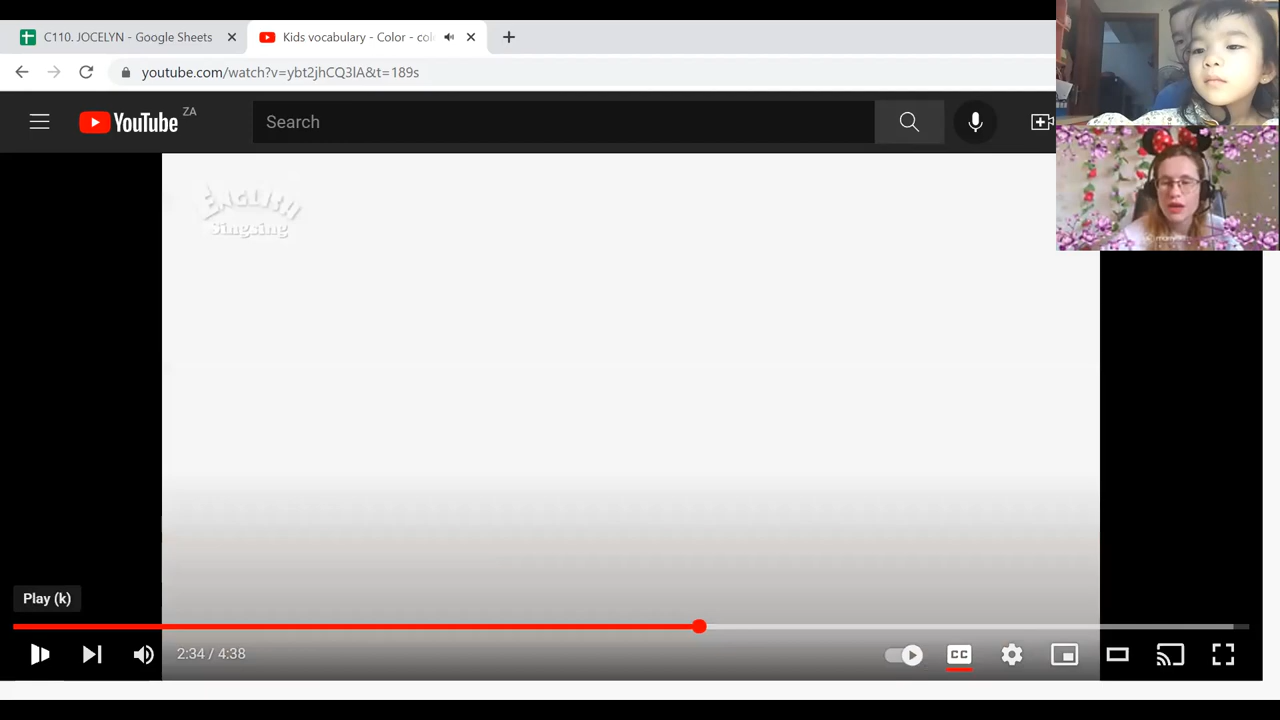 C110. JOCELYN - Google Sheets
Kids vocabulary - Color - col
youtube.com/watch?v=ybt2jhCQ3lA&t=189s
YouTube ZA
Search
ENGLISH
Singsing
Play (k)
2:34 / 4:38
CC